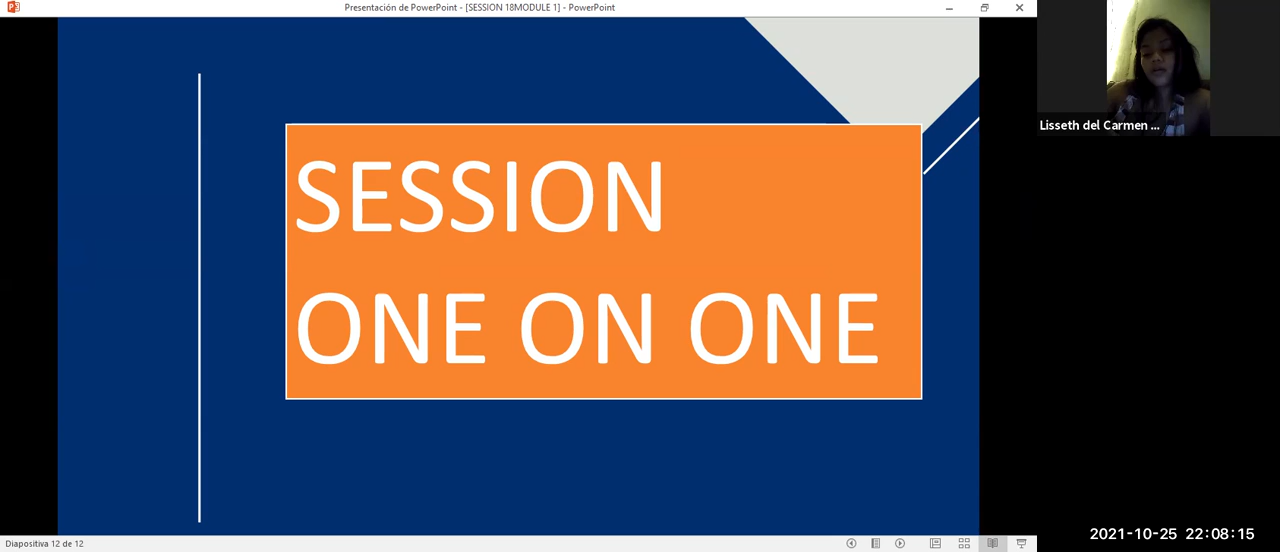 Presentación de PowerPoint - [SESSION 18MODULE 1] - PowerPoint
SESSION
ONE ON ONE
Lisseth del Carmen ...
Diapositiva 12 de 12
2021-10-25 22:08:15